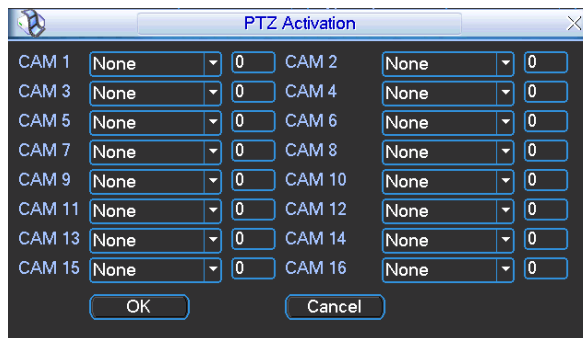 PTZ Activation
CAM 1 None 0 CAM 2 None 0
CAM 3 None 0 CAM 4 None 0
CAM 5 None 0 CAM 6 None 0
CAM 7 None 0 CAM 8 None 0
CAM 9 None 0 CAM 10 None 0
CAM 11 None 0 CAM 12 None 0
CAM 13 None 0 CAM 14 None 0
CAM 15 None 0 CAM 16 None 0
OK Cancel